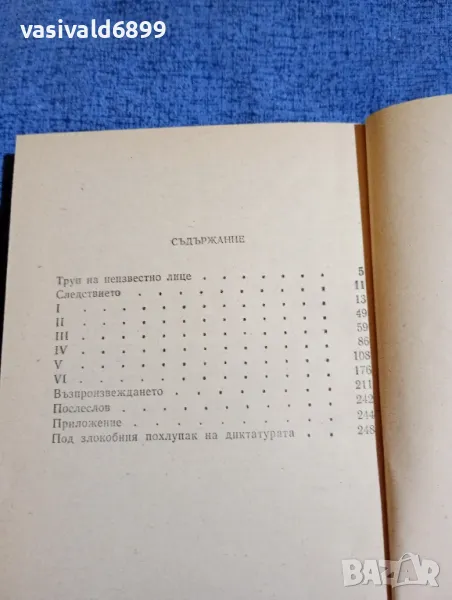 vasivald6899
СЪДЪРЖАНИЕ
Труп на неизвестно лице . . . . . . . 5
Следствието . . . . . . . . . . 11
I . . . . . . . . . . . 13
II . . . . . . . . . . . 49
III . . . . . . . . . . . 59
IV . . . . . . . . . . . 86
V . . . . . . . . . . . 108
VI . . . . . . . . . . . 176
Възпроизвеждането . . . . . . . . 211
Послеслов . . . . . . . . . . 242
Приложение . . . . . . . . . . 244
Под злокобния похлупак на диктатурата . . 248
BAZAR